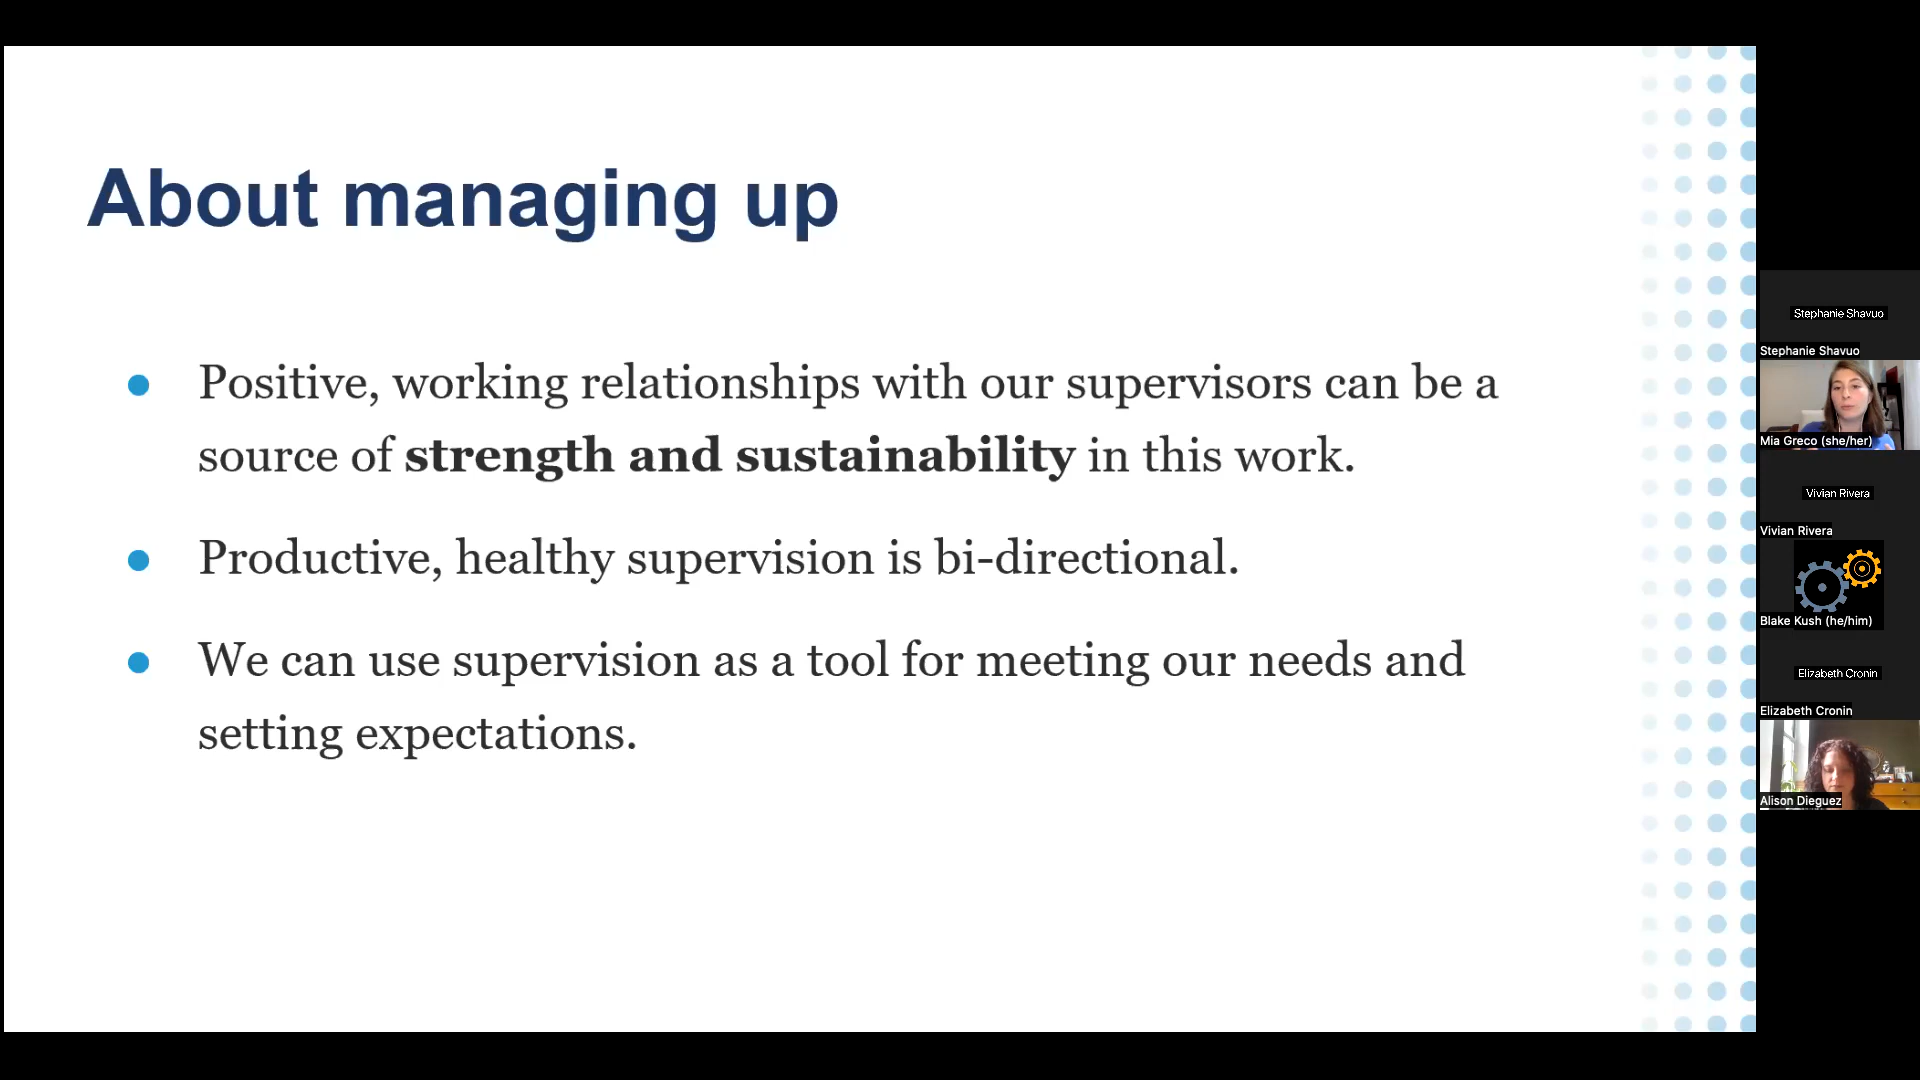 About managing up
Positive, working relationships with our supervisors can be a
source of strength and sustainability in this work.
Productive, healthy supervision is bi-directional.
We can use supervision as a tool for meeting our needs and
setting expectations.
Stephanie Shavuo
Stephanie Shavuo
Mia Greco (she/her)
Vivian Rivera
Vivian Rivera
Blake Kush (he/him)
Elizabeth Cronin
Elizabeth Cronin
Alison Dieguez